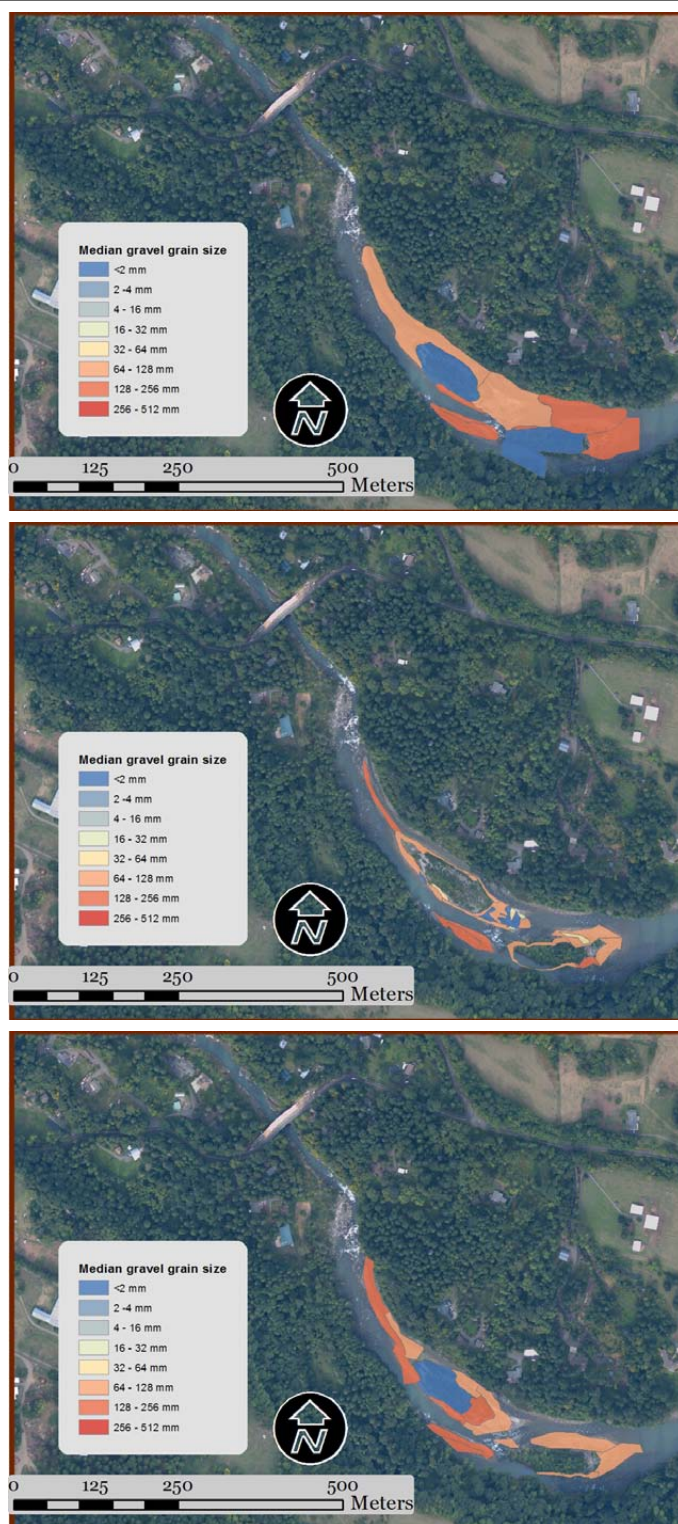 Median gravel grain size
<2 mm
2 -4 mm
4 - 16 mm
16 - 32 mm
32 - 64 mm
64 - 128 mm
128 - 256 mm
256 - 512 mm
N
0 125 250 500
Meters
Median gravel grain size
<2 mm
2 -4 mm
4 - 16 mm
16 - 32 mm
32 - 64 mm
64 - 128 mm
128 - 256 mm
256 - 512 mm
N
0 125 250 500
Meters
Median gravel grain size
<2 mm
2 -4 mm
4 - 16 mm
16 - 32 mm
32 - 64 mm
64 - 128 mm
128 - 256 mm
256 - 512 mm
N
0 125 250 500
Meters